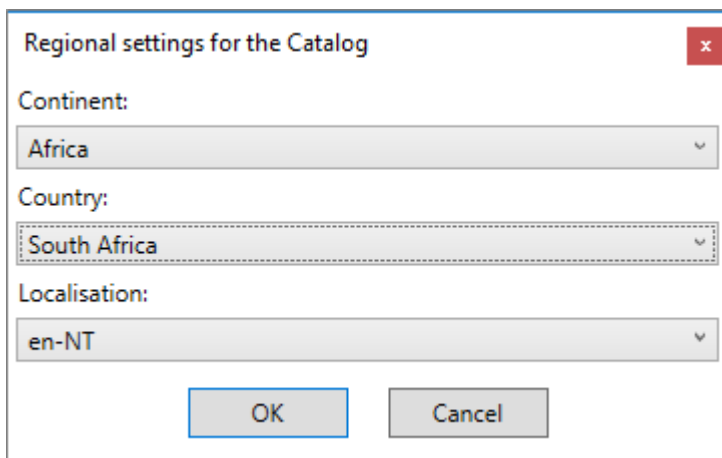 Regional settings for the Catalog
x
Continent:
Africa
Country:
South Africa
Localisation:
en-NT
OK Cancel